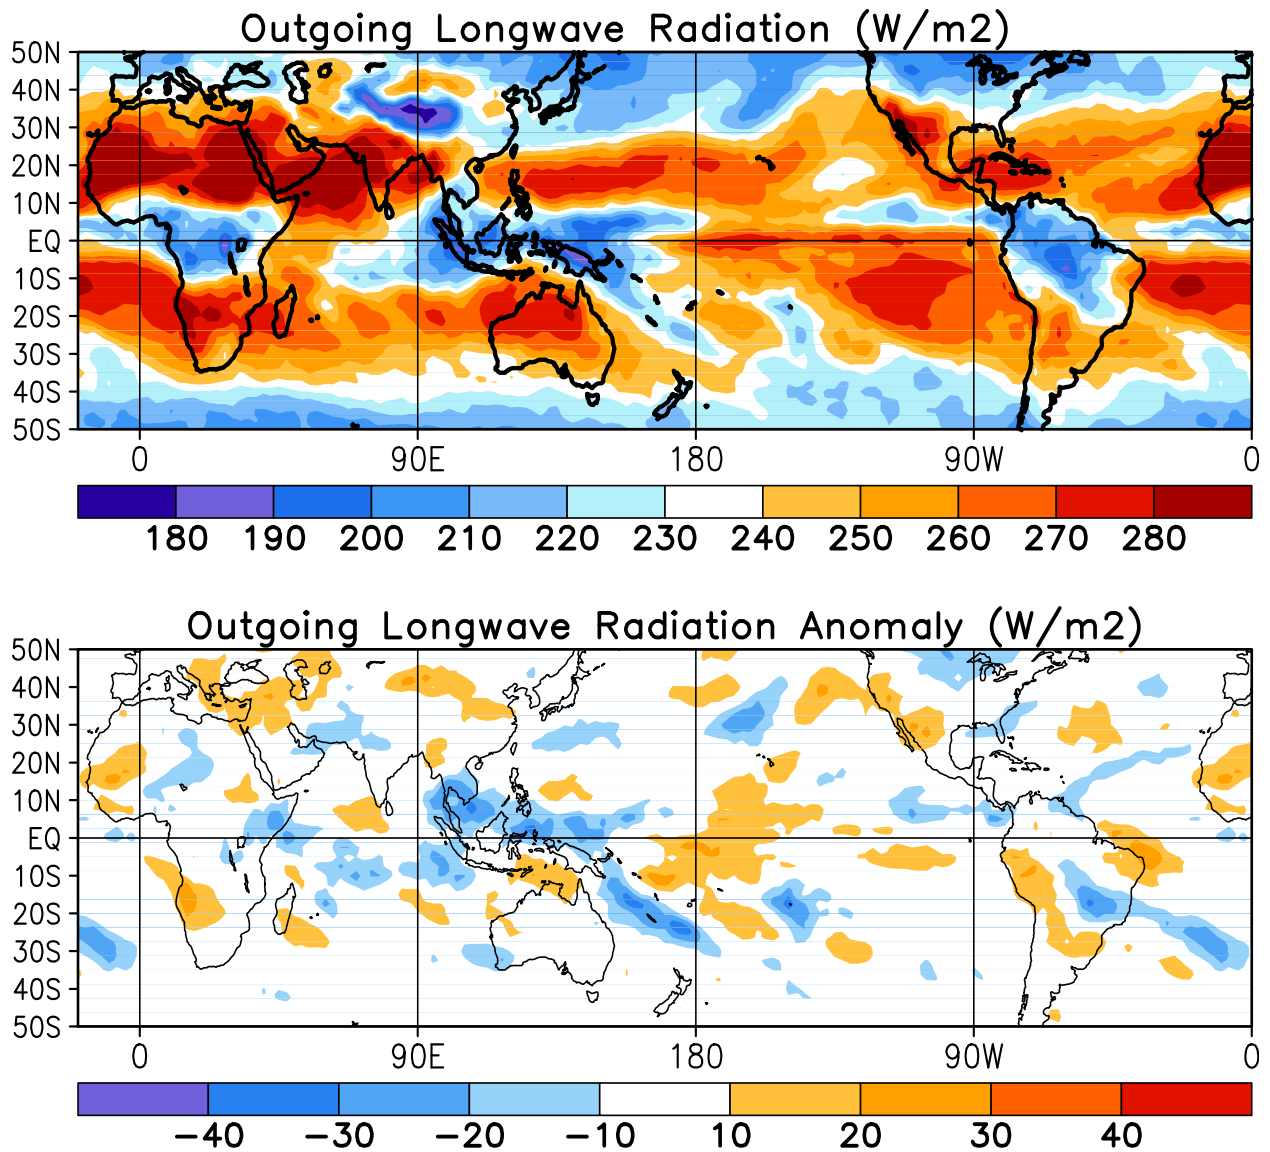 Outgoing Longwave Radiation (W/m2)
50N
40N
30N
20N
10N
EQ
10S
20S
30S
40S
50S
0 90E 180 90W 0
180 190 200 210 220 230 240 250 260 270 280
Outgoing Longwave Radiation Anomaly (W/m2)
50N
40N
30N
20N
10N
EQ
10S
20S
30S
40S
50S
0 90E 180 90W 0
−40 −30 −20 −10 10 20 30 40